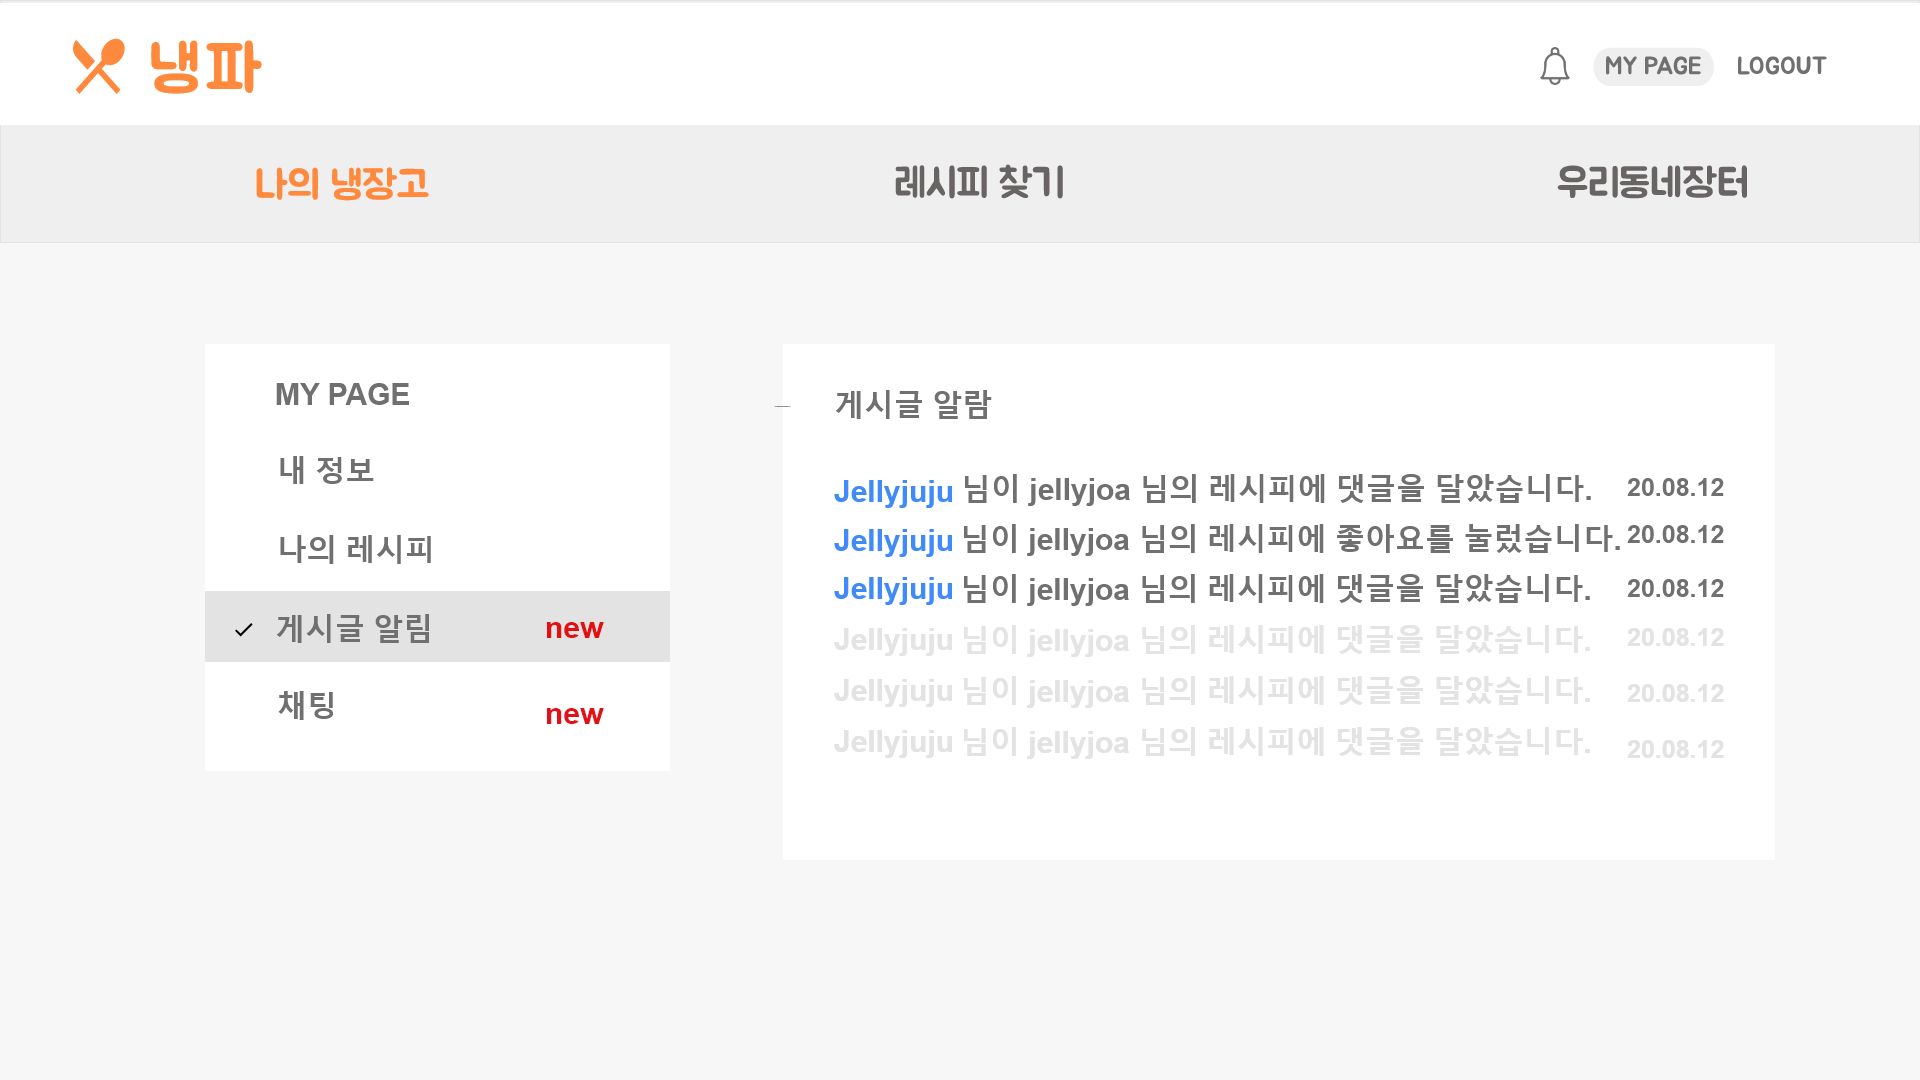 냉파
MY PAGE
LOGOUT
나의 냉장고
레시피 찾기
우리동네장터
MY PAGE
내 정보
나의 레시피
게시글 알림 new
채팅 new
게시글 알람
Jellyjuju 님이 jellyjoa 님의 레시피에 댓글을 달았습니다. 20.08.12
Jellyjuju 님이 jellyjoa 님의 레시피에 좋아요를 눌렀습니다. 20.08.12
Jellyjuju 님이 jellyjoa 님의 레시피에 댓글을 달았습니다. 20.08.12
Jellyjuju 님이 jellyjoa 님의 레시피에 댓글을 달았습니다. 20.08.12
Jellyjuju 님이 jellyjoa 님의 레시피에 댓글을 달았습니다. 20.08.12
Jellyjuju 님이 jellyjoa 님의 레시피에 댓글을 달았습니다. 20.08.12